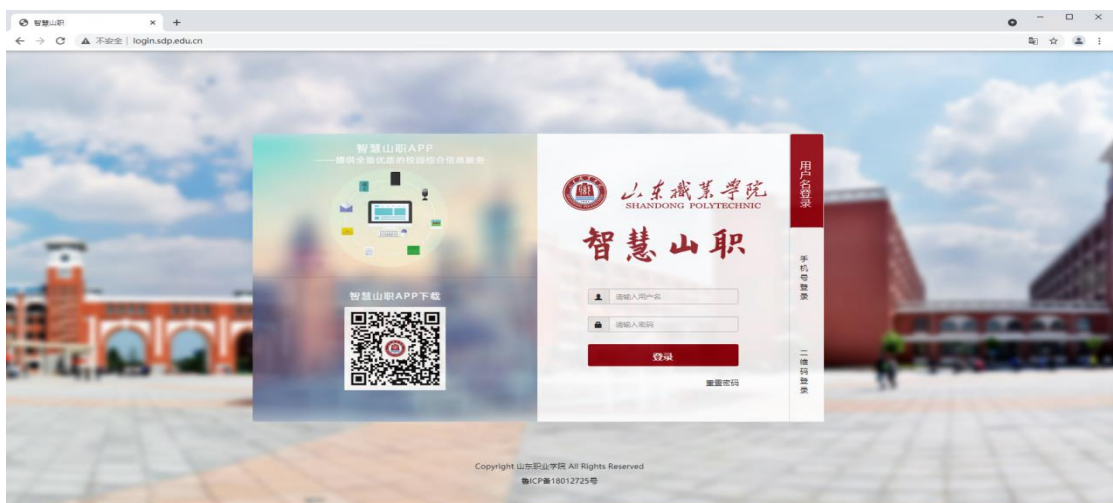 智慧山职
不安全 | login.sdp.edu.cn
智慧山职APP
——提供全面优质的校园综合信息服务
智慧山职APP下载
山东職業学院
SHANDONG POLYTECHNIC
智慧山职
请输入用户名
请输入密码
登录
重置密码
用户名登录
手机号登录
二维码登录
Copyright 山东职业学院 All Rights Reserved
鲁ICP备18012725号